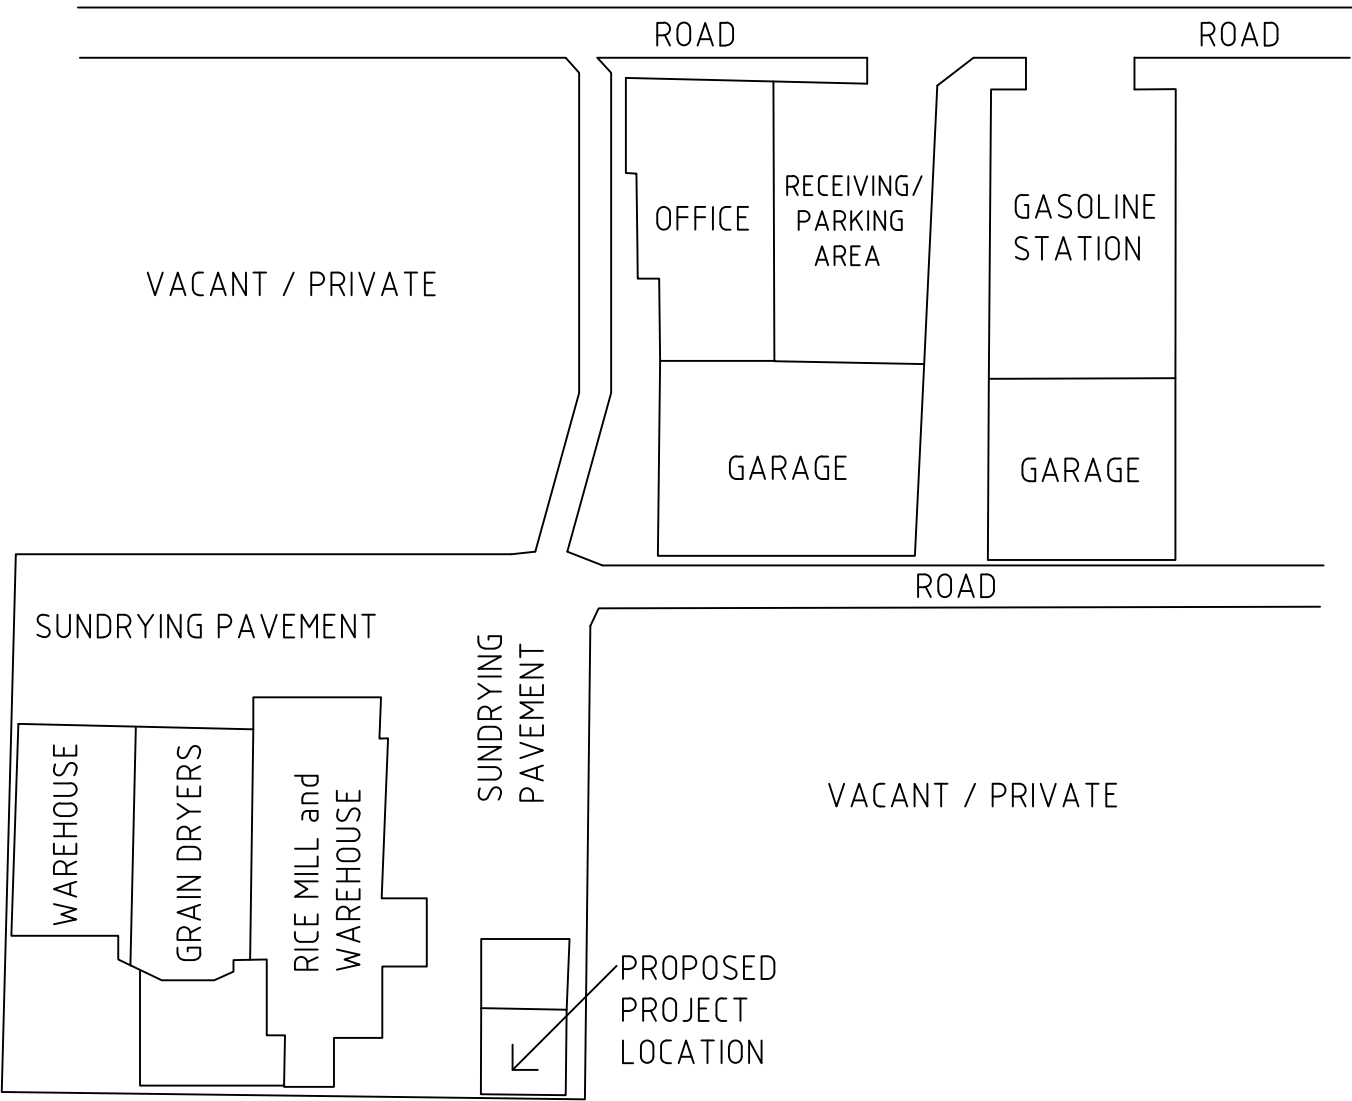 ROAD
ROAD
RECEIVING/
PARKING
AREA
OFFICE
GASOLINE
STATION
VACANT / PRIVATE
GARAGE
GARAGE
ROAD
SUNDRYING PAVEMENT
SUNDRYING
PAVEMENT
WAREHOUSE
GRAIN DRYERS
RICE MILL and
WAREHOUSE
VACANT / PRIVATE
PROPOSED
PROJECT
LOCATION